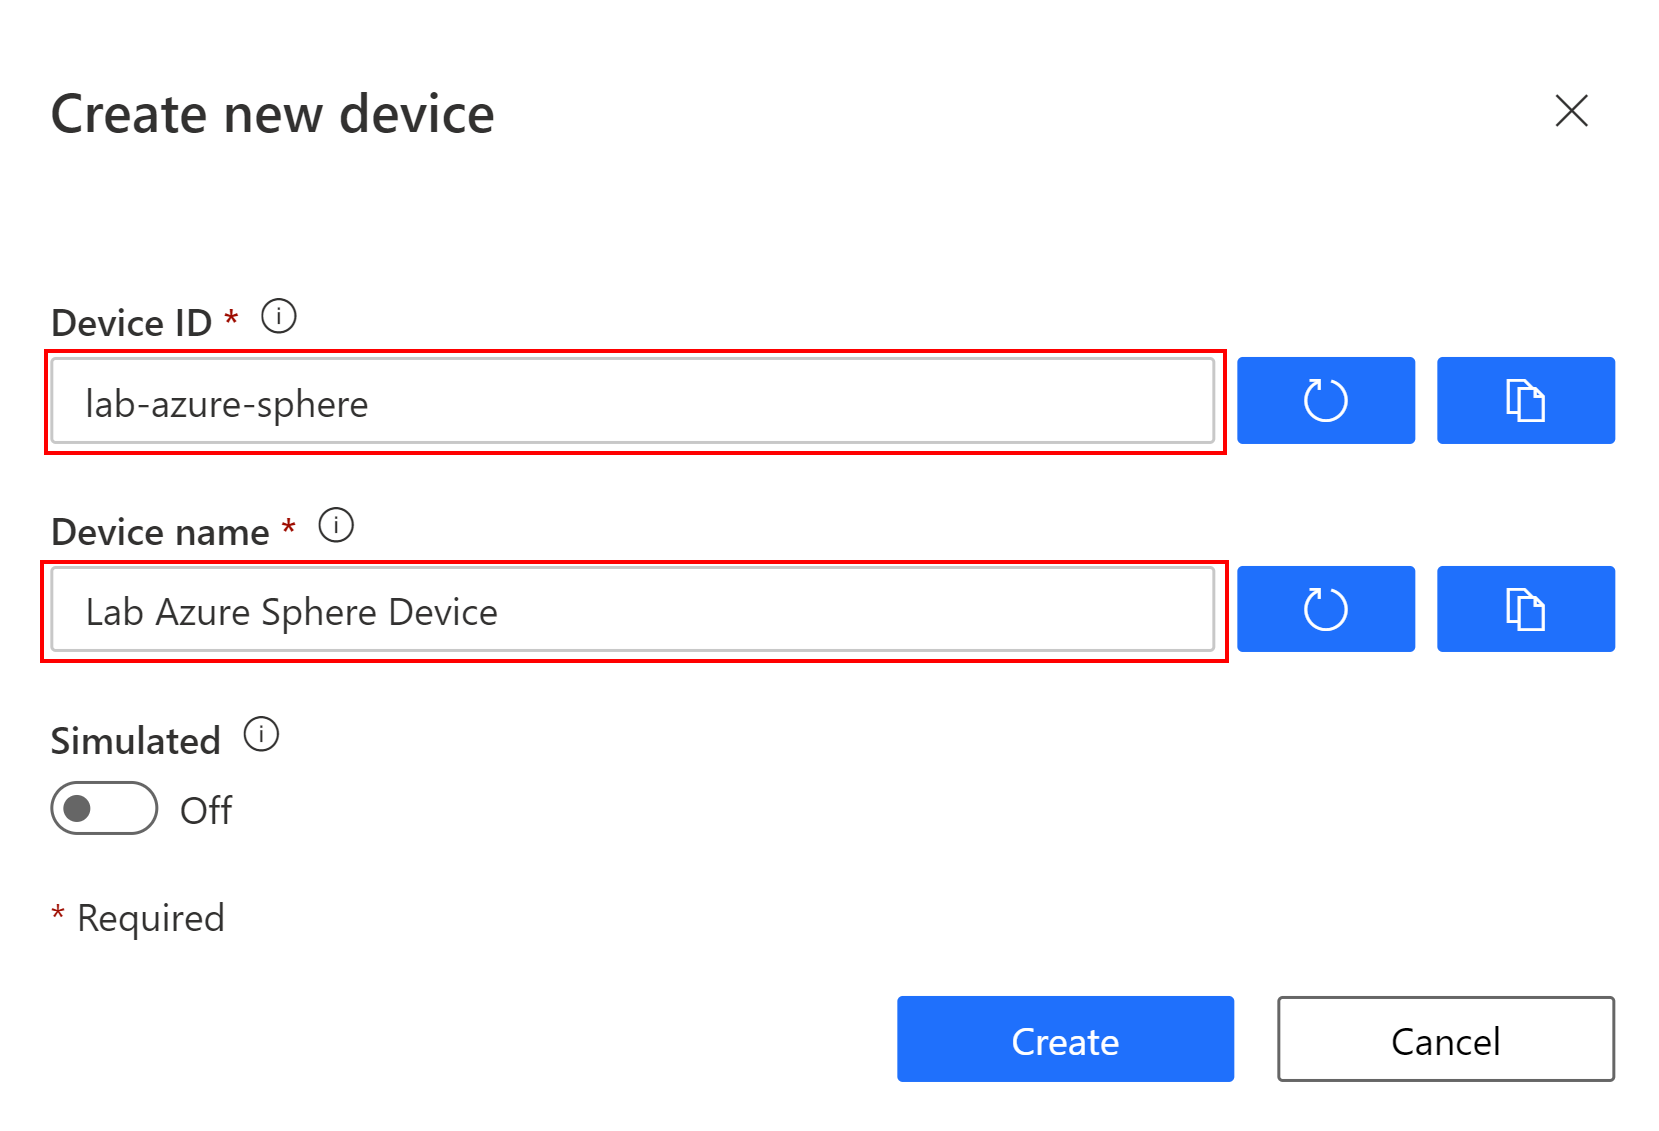 Create new device
Device ID *
lab-azure-sphere
Device name *
Lab Azure Sphere Device
Simulated
Off
* Required
Create
Cancel